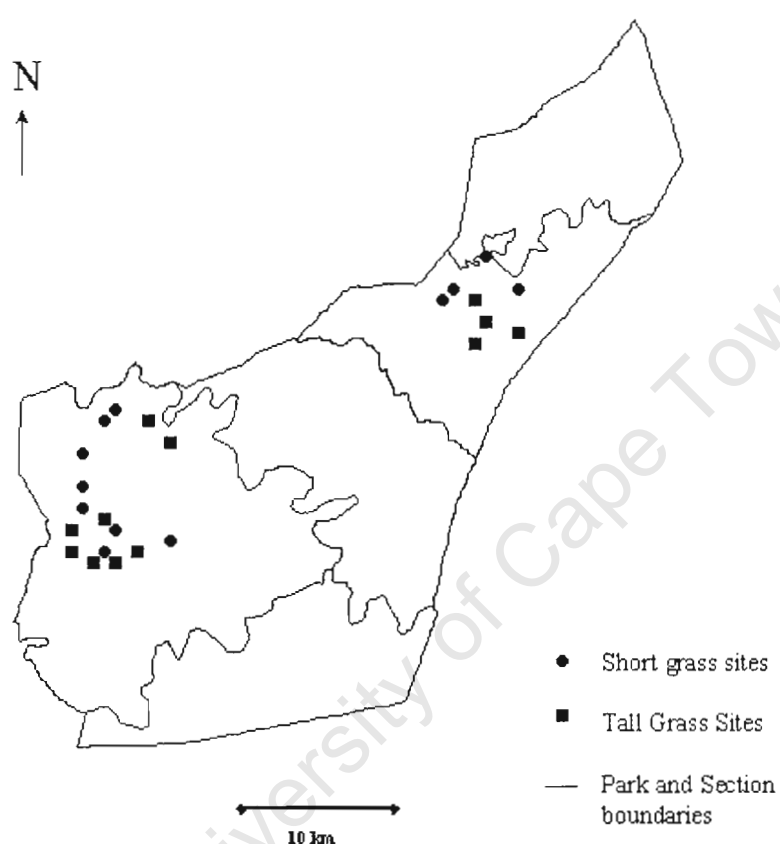 N
Short grass sites
Tall Grass Sites
Park and Section
boundaries
10 km
University of Cape Town